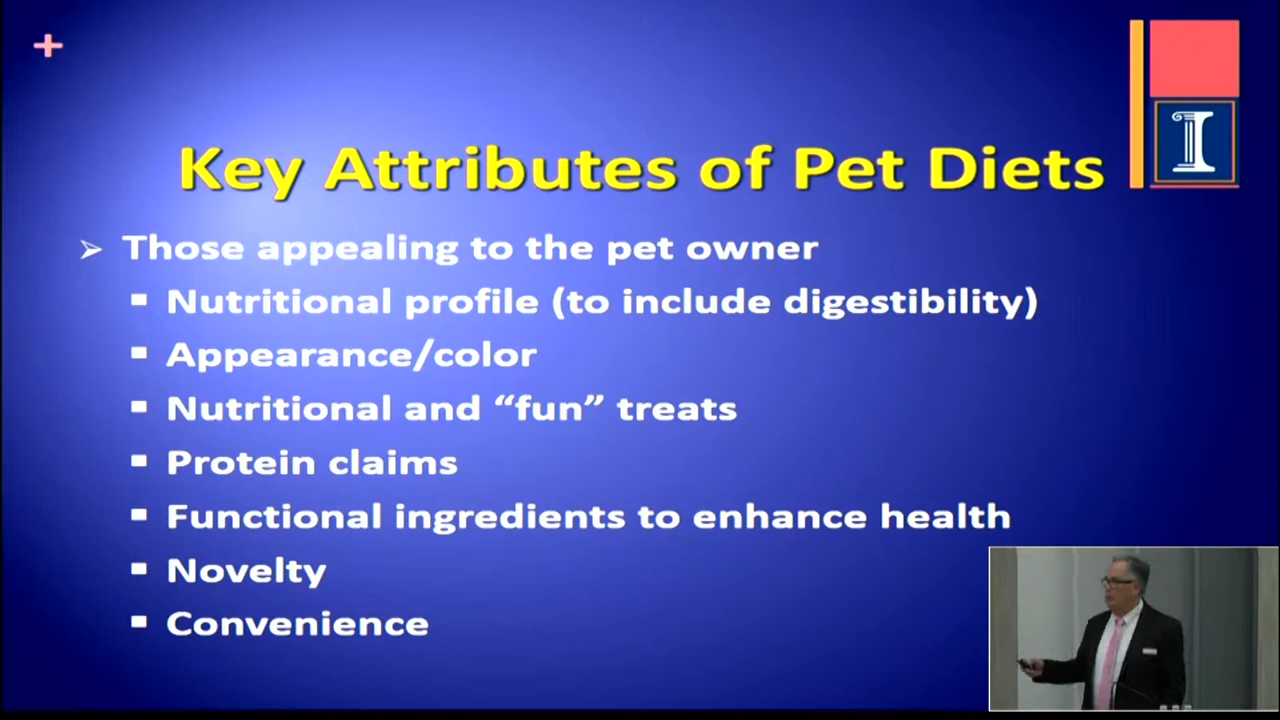 Key Attributes of Pet Diets
Those appealing to the pet owner
Nutritional profile (to include digestibility)
Appearance/color
Nutritional and “fun” treats
Protein claims
Functional ingredients to enhance health
Novelty
Convenience
I